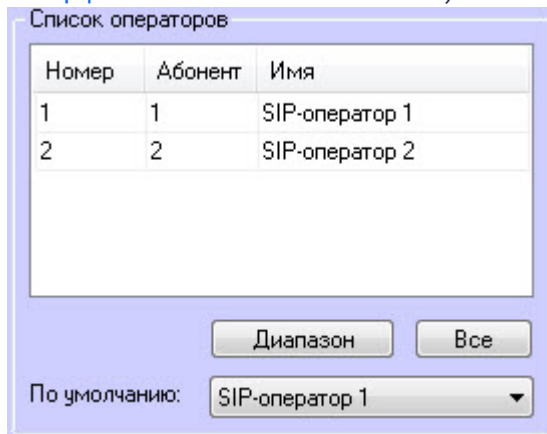 Список операторов
Номер Абонент Имя
1 1 SIP-оператор 1
2 2 SIP-оператор 2
Диапазон Все
По умолчанию: SIP-оператор 1